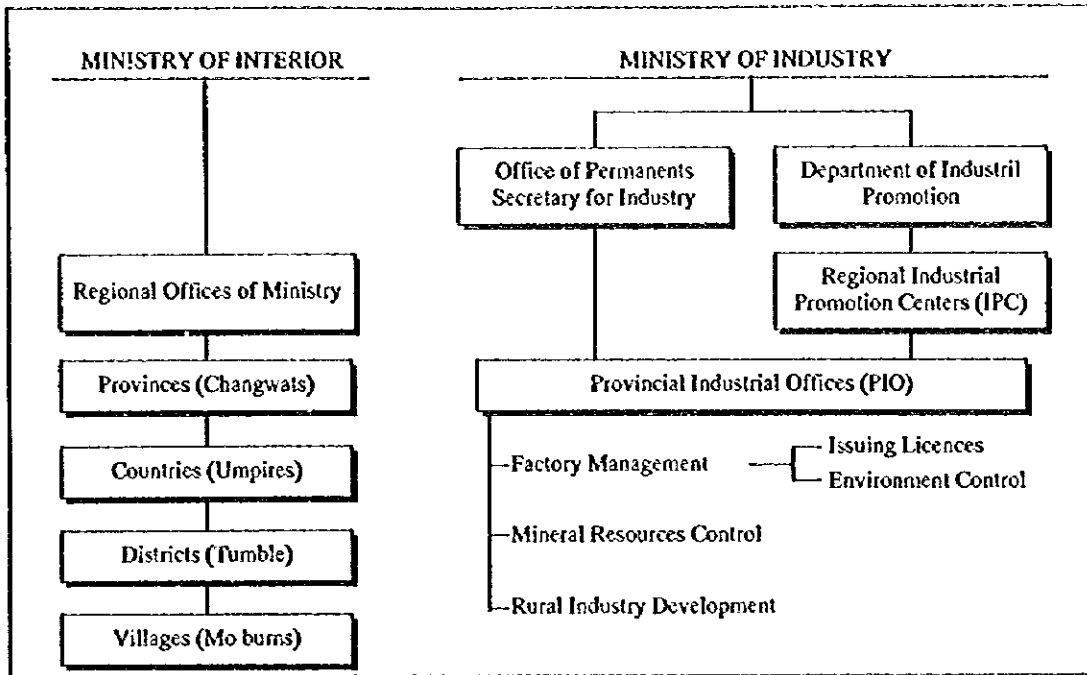 MINISTRY OF INTERIOR
Regional Offices of Ministry
Provinces (Changwats)
Countries (Umpires)
Districts (Tumble)
Villages (Mo bums)
MINISTRY OF INDUSTRY
Office of Permanents
Secretary for Industry
Department of Industril
Promotion
Regional Industrial
Promotion Centers (IPC)
Provincial Industrial Offices (PIO)
Factory Management
Issuing Licences
Environment Control
Mineral Resources Control
Rural Industry Development